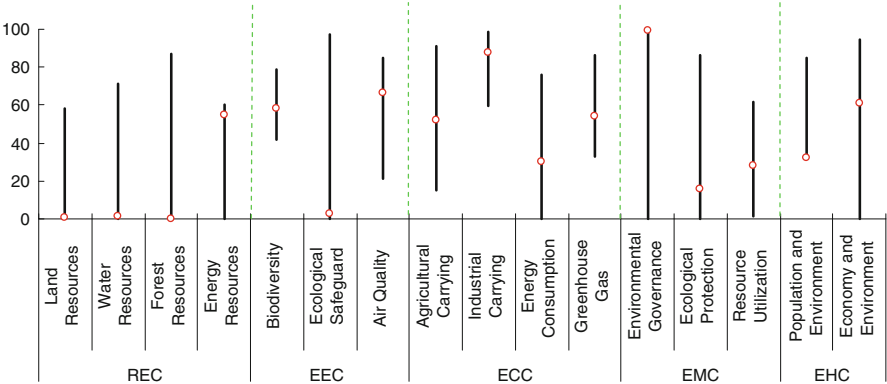 100
80
60
40
20
0
Land
Resources
Water
Resources
Forest
Resources
Energy
Resources
Biodiversity
Ecological
Safeguard
Air Quality
Agricultural
Carrying
Industrial
Carrying
Energy
Consumption
Greenhouse
Gas
Environmental
Governance
Ecological
Protection
Resource
Utilization
Population and
Environment
Economy and
Environment
REC
EEC
ECC
EMC
EHC